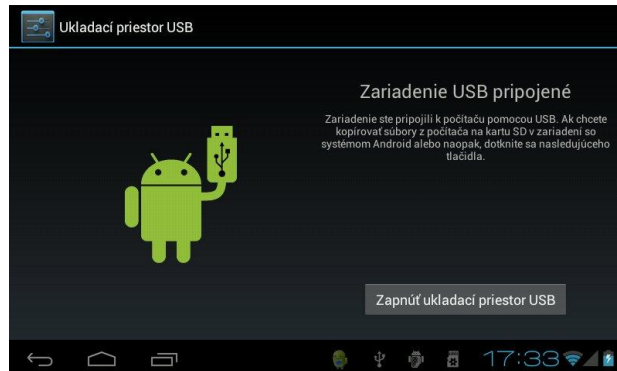 Ukladací priestor USB
Zariadenie USB pripojené
Zariadenie ste pripojili k počítaču pomocou USB. Ak chcete
kopírovať súbory z počítača na kartu SD v zariadení so
systémom Android alebo naopak, dotknite sa nasledujúceho
tlačidla.
Zapnúť ukladací priestor USB
17:33